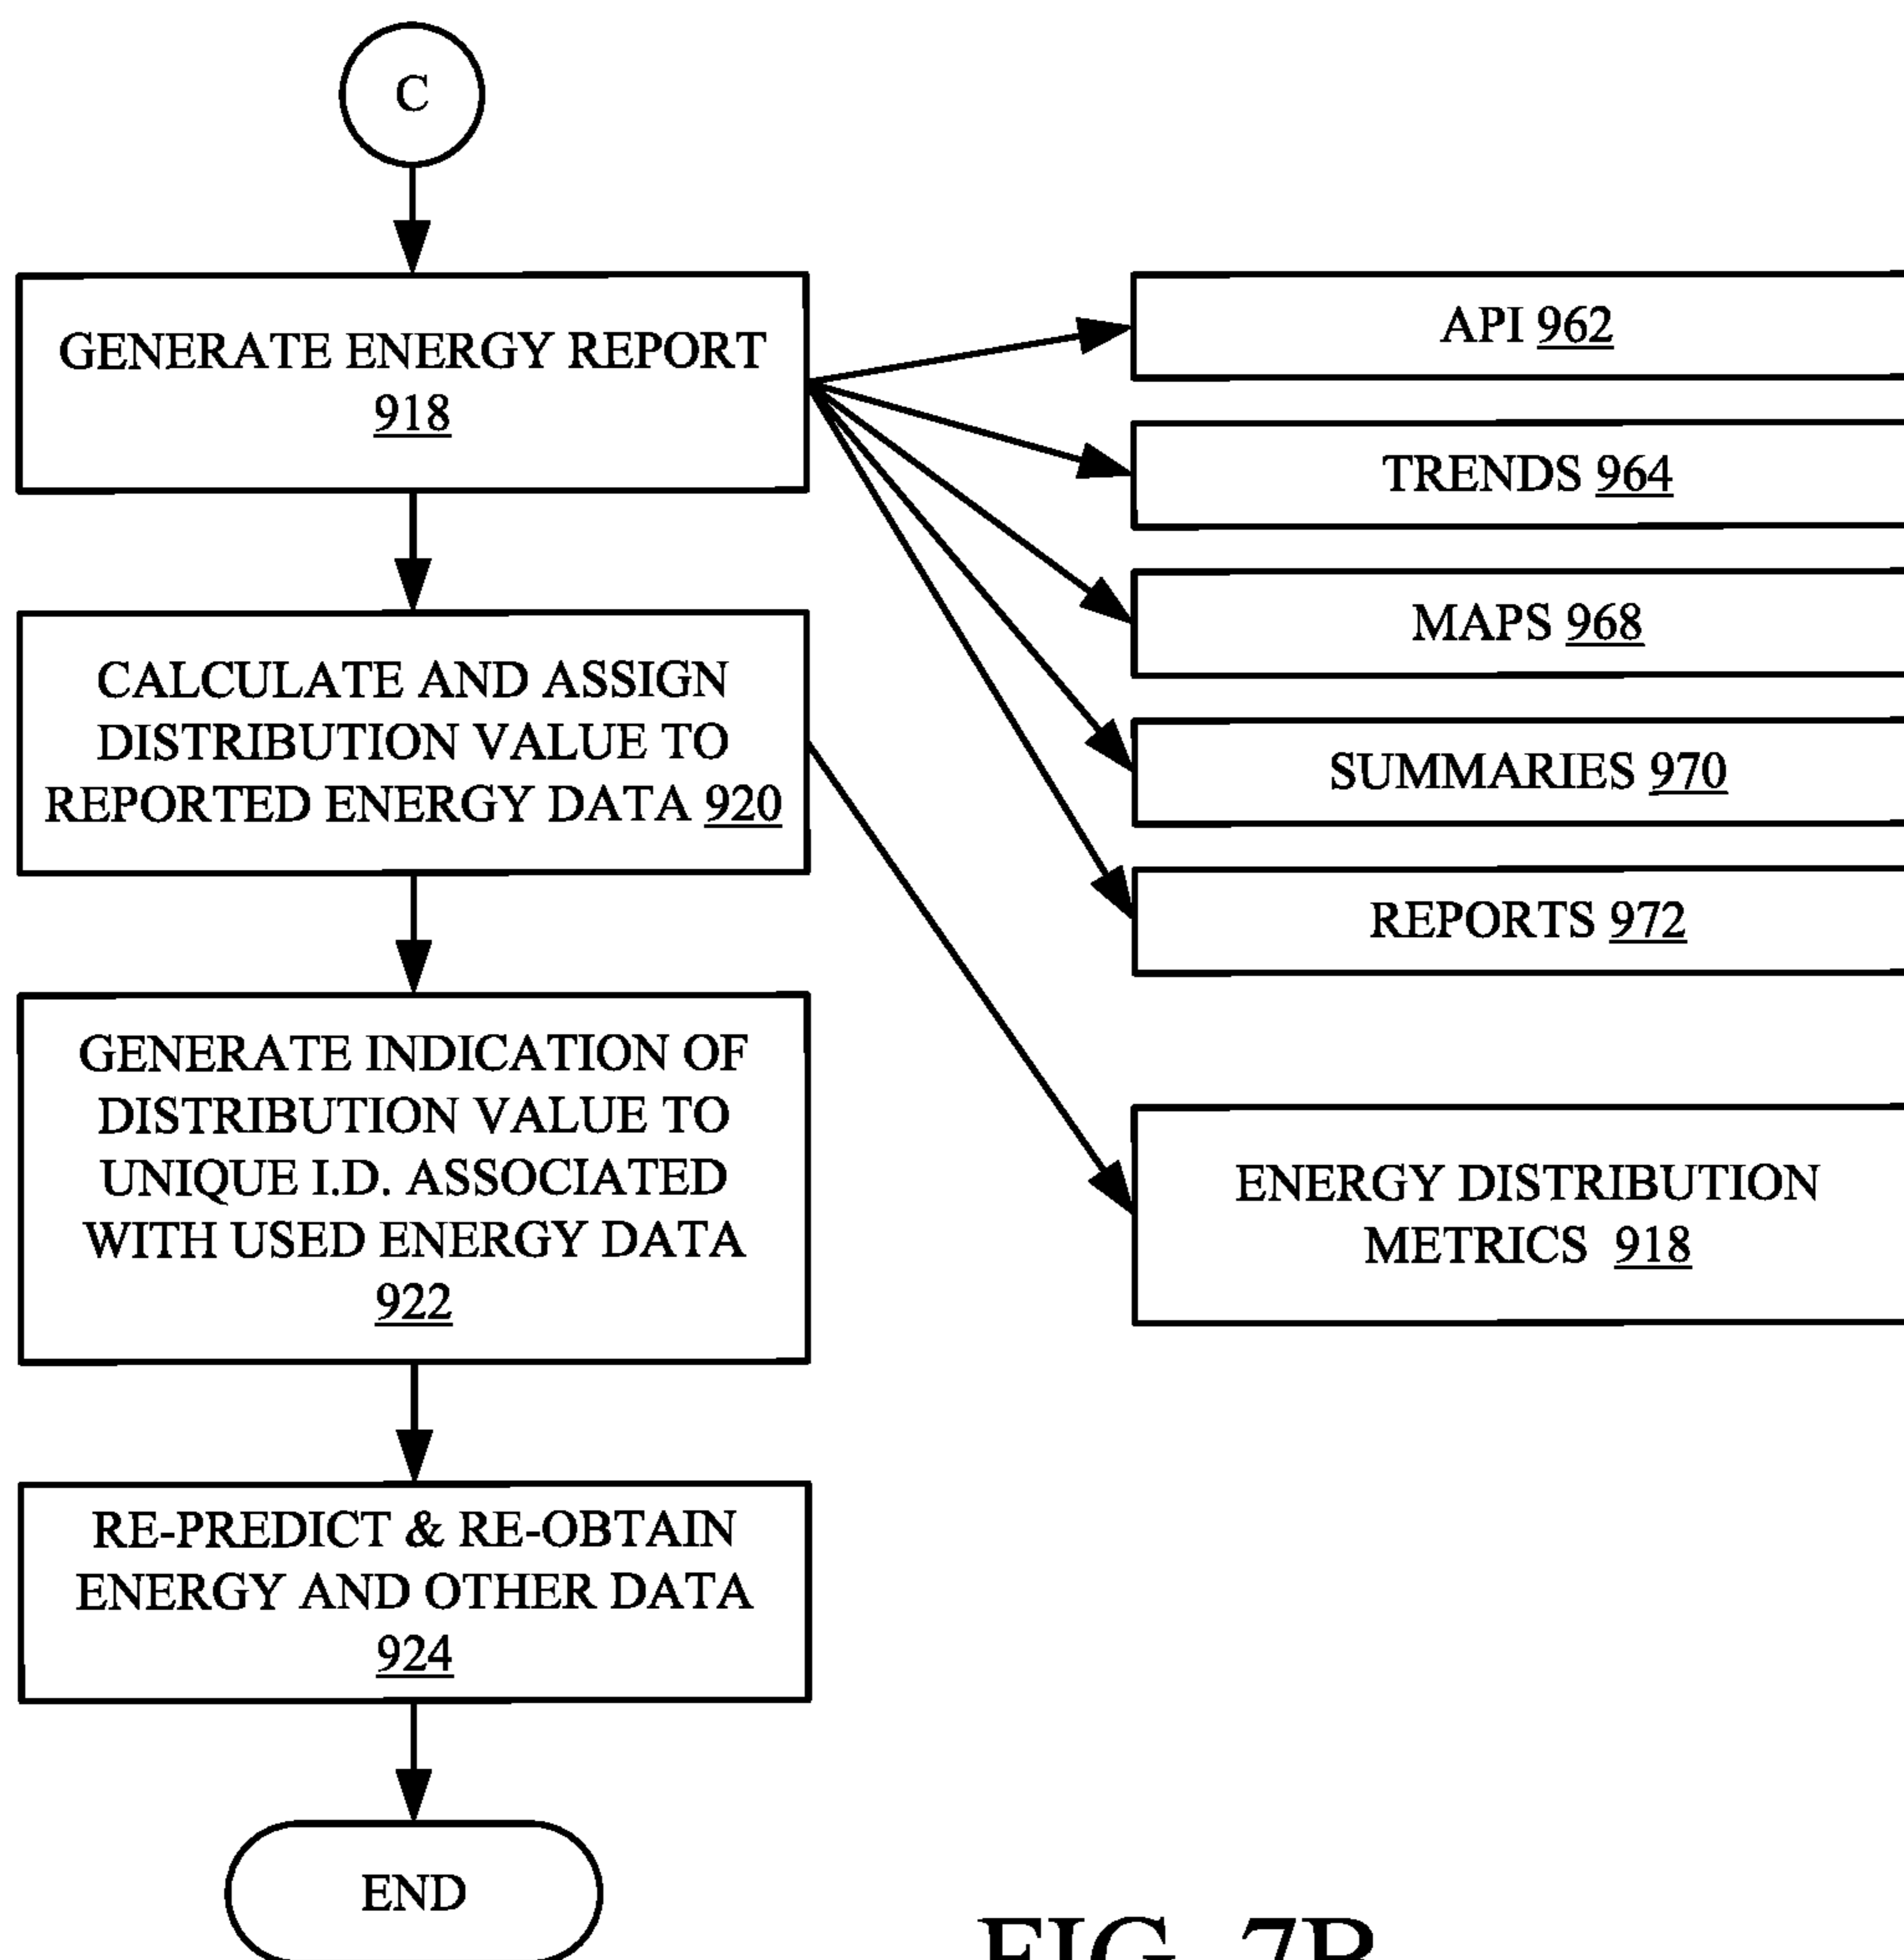 C
GENERATE ENERGY REPORT
918
CALCULATE AND ASSIGN
DISTRIBUTION VALUE TO
REPORTED ENERGY DATA 920
GENERATE INDICATION OF
DISTRIBUTION VALUE TO
UNIQUE I.D. ASSOCIATED
WITH USED ENERGY DATA
922
RE-PREDICT & RE-OBTAIN
ENERGY AND OTHER DATA
924
END
API 962
TRENDS 964
MAPS 968
SUMMARIES 970
REPORTS 972
ENERGY DISTRIBUTION
METRICS 918
FIG. 7B